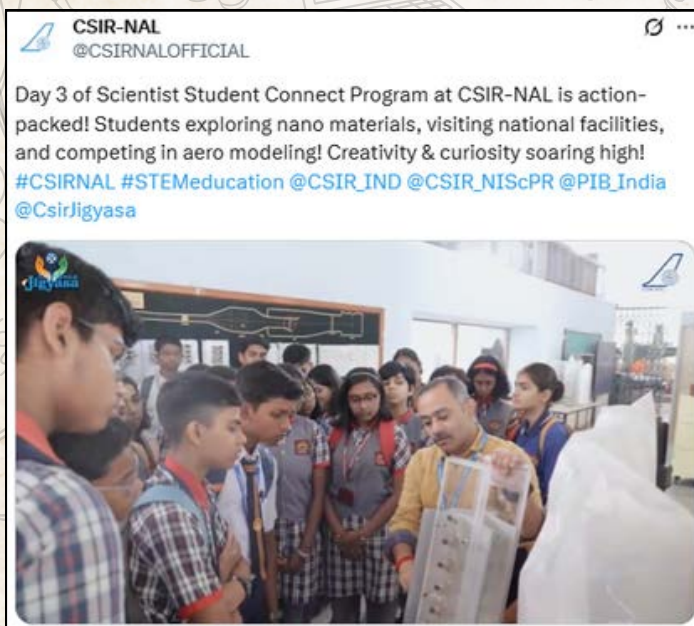 CSIR-NAL
@CSIRNALOFFICIAL
Day 3 of Scientist Student Connect Program at CSIR-NAL is action-
packed! Students exploring nano materials, visiting national facilities,
and competing in aero modeling! Creativity & curiosity soaring high!
#CSIRNAL #STEMeducation @CSIR_IND @CSIR_NIScPR @PIB_India
@CsirJigyasa
Jigyasa